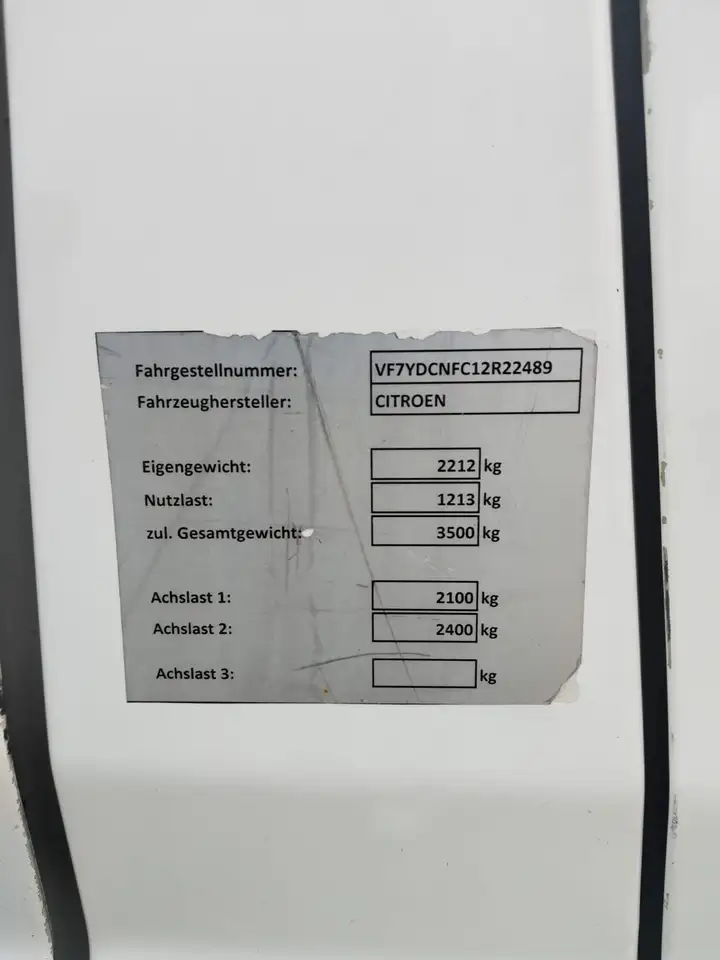 Fahrgestellnummer: VF7YDCNFC12R22489
Fahrzeughersteller: CITROEN
Eigengewicht: 2212 kg
Nutzlast: 1213 kg
zul. Gesamtgewicht: 3500 kg
Achslast 1: 2100 kg
Achslast 2: 2400 kg
Achslast 3: kg